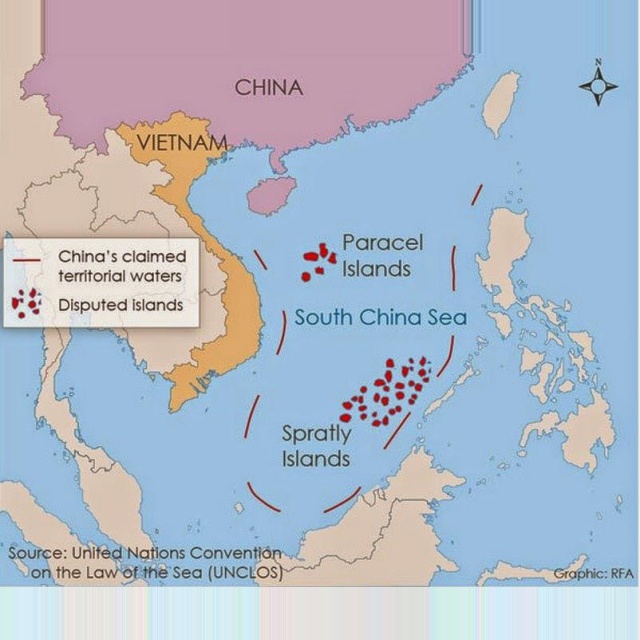 N
CHINA
VIETNAM
Paracel
Islands
China's claimed
territorial waters
Disputed islands
South China Sea
Spratly
Islands
Source: United Nations Convention
on the Law of the Sea (UNCLOS)
Graphic: RFA